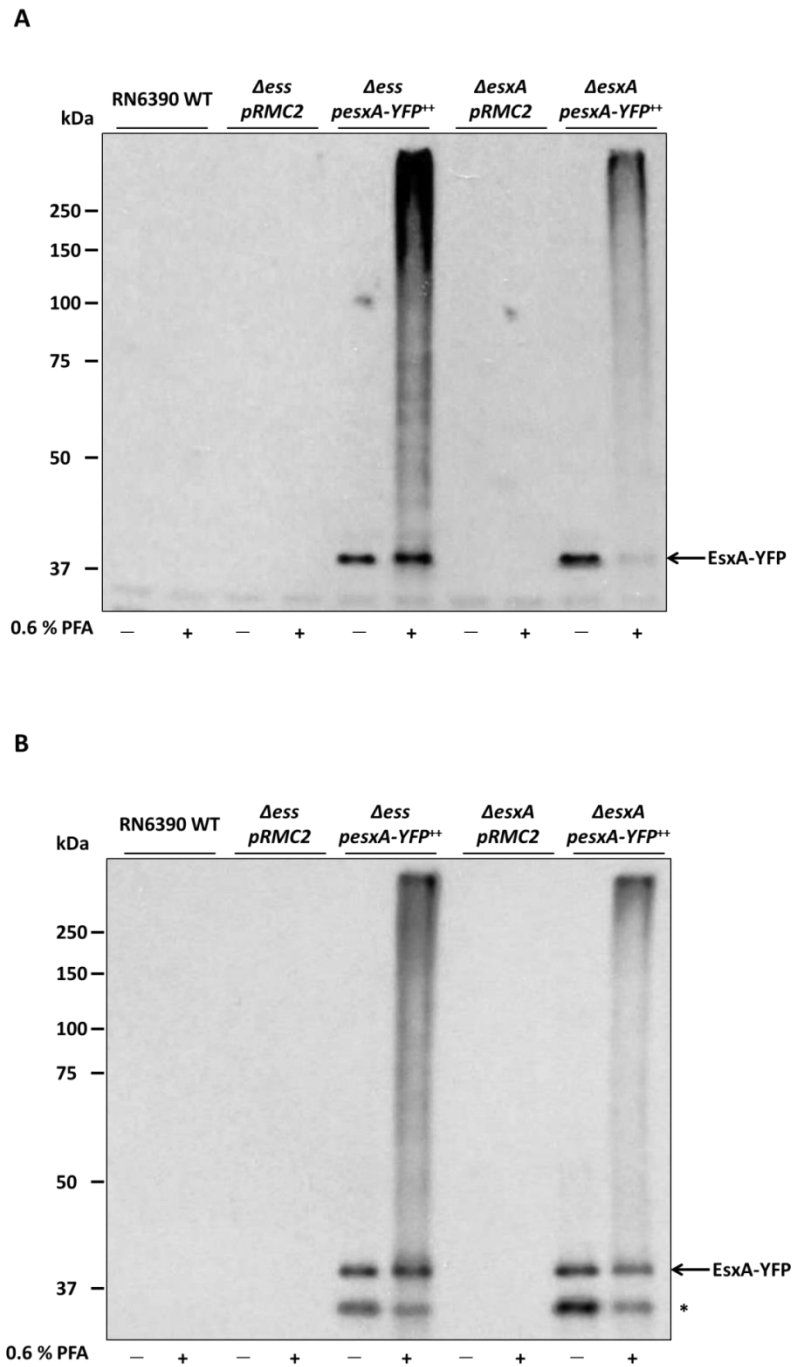 A
kDa
RN6390 WT
Δess
pRMC2
Δess
pesxA-YFP⁺⁺
ΔesxA
pRMC2
ΔesxA
pesxA-YFP⁺⁺
250
150
100
75
50
37
EsxA-YFP
0.6 % PFA — + — + — + — + — +
B
kDa
RN6390 WT
Δess
pRMC2
Δess
pesxA-YFP⁺⁺
ΔesxA
pRMC2
ΔesxA
pesxA-YFP⁺⁺
250
150
100
75
50
37
EsxA-YFP
*
0.6 % PFA — + — + — + — + — +